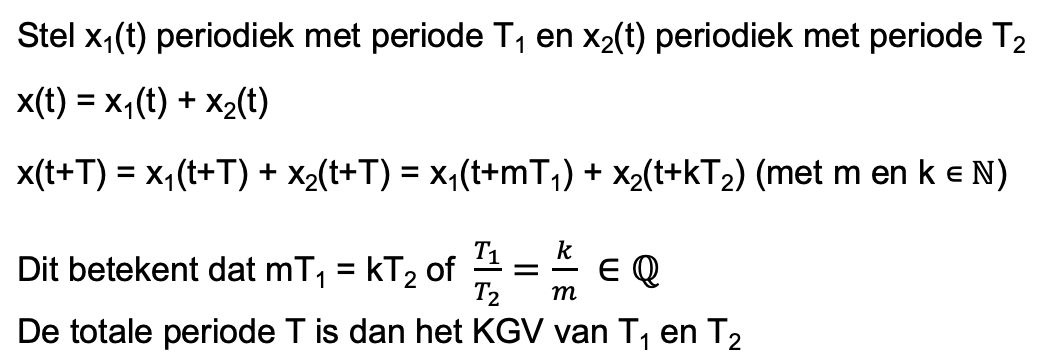 Stel x₁(t) periodiek met periode T₁ en x₂(t) periodiek met periode T₂
x(t) = x₁(t) + x₂(t)
x(t+T) = x₁(t+T) + x₂(t+T) = x₁(t+mT₁) + x₂(t+kT₂) (met m en k ∈ ℕ)
Dit betekent dat mT₁ = kT₂ of T₁/T₂ = k/m ∈ ℚ
De totale periode T is dan het KGV van T₁ en T₂